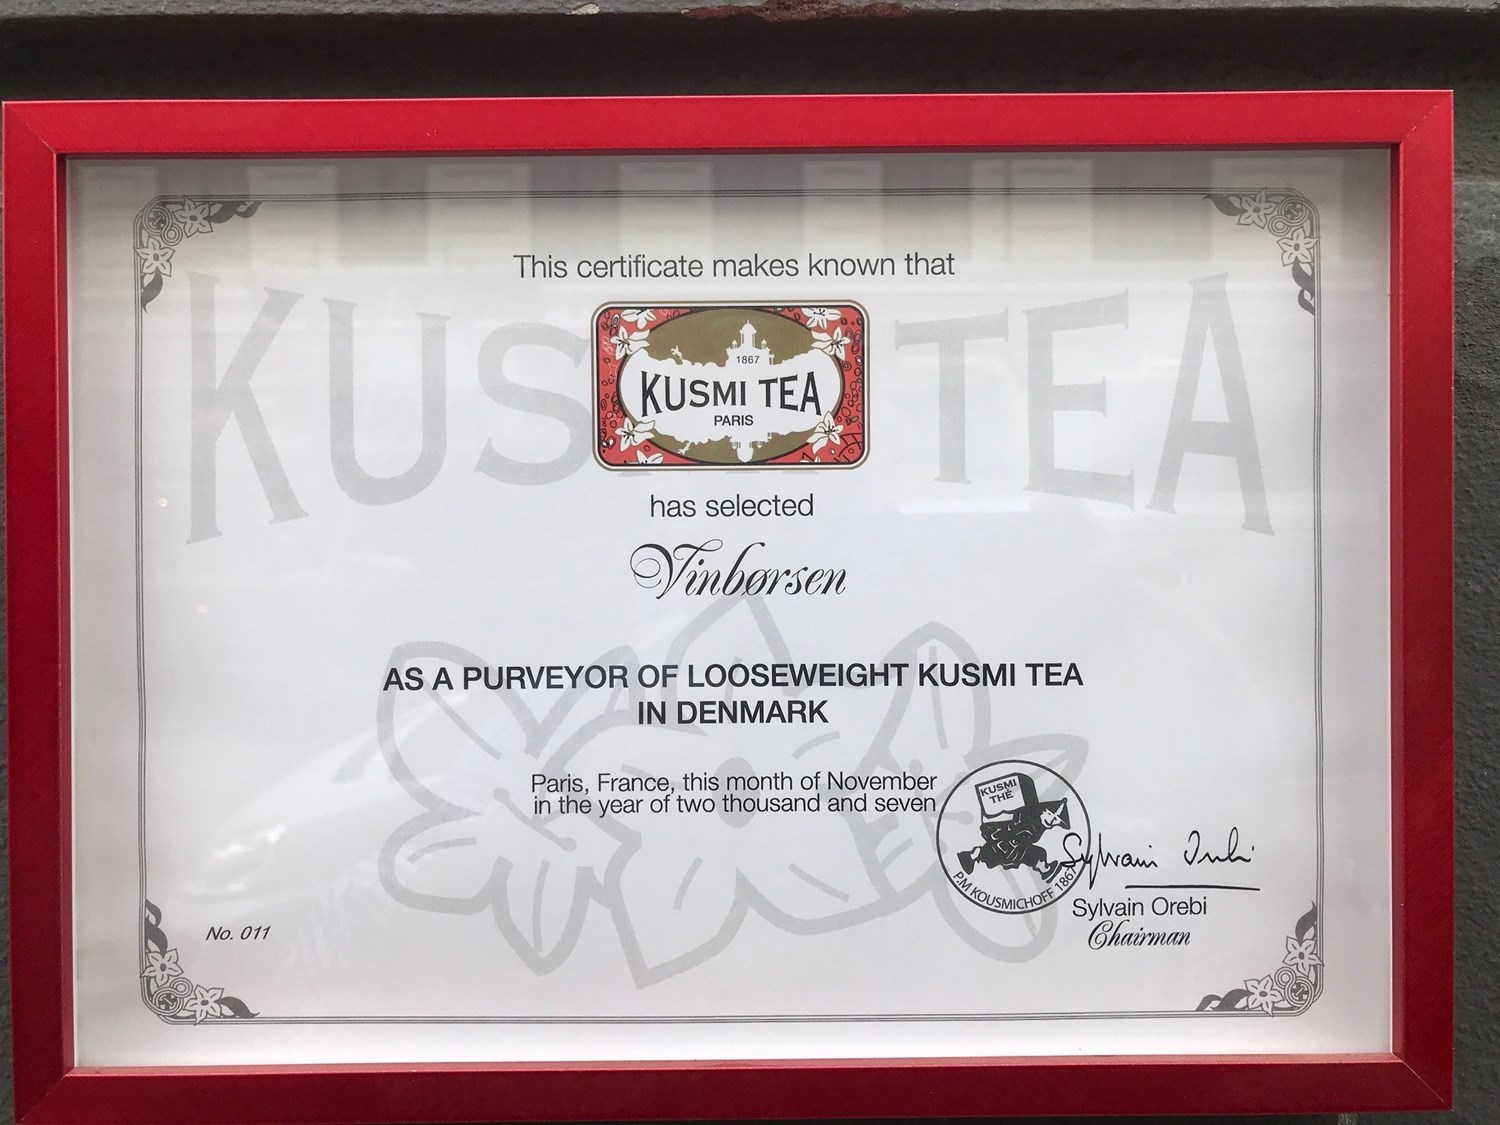 This certificate makes known that
KUSMI TEA
1867
KUSMI TEA
PARIS
has selected
Vinbørsen
AS A PURVEYOR OF LOOSEWEIGHT KUSMI TEA
IN DENMARK
Paris, France, this month of November
in the year of two thousand and seven
KUSMI
THÉ
P.M KOUSMICHOFF 1867
Sylvain Orebi
Sylvain Orebi
Chairman
No. 011